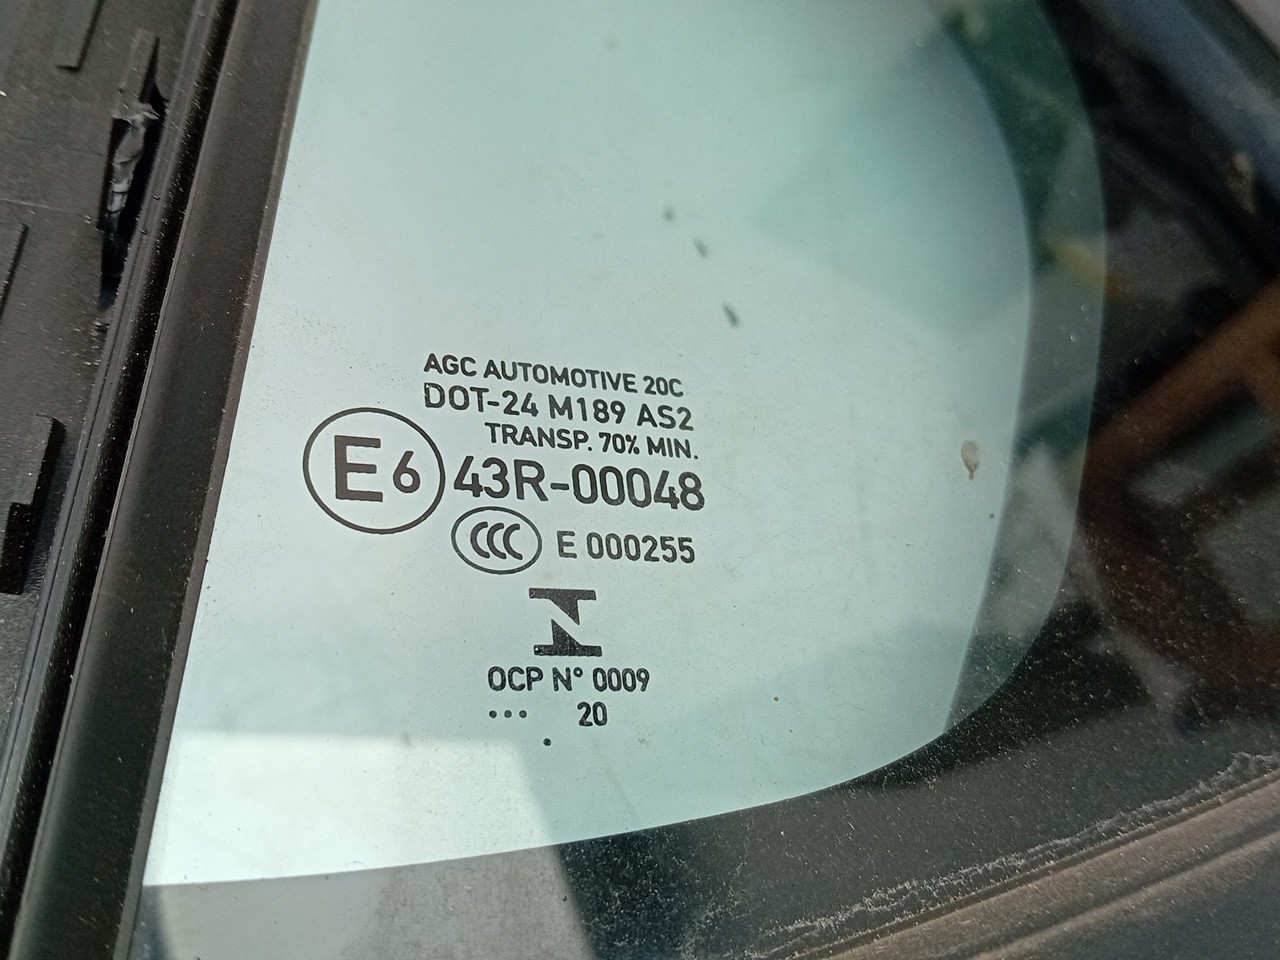 AGC AUTOMOTIVE 20C
DOT-24 M189 AS2
TRANSP. 70% MIN.
E6 43R-00048
CCC E 000255
OCP N° 0009
... 20
.